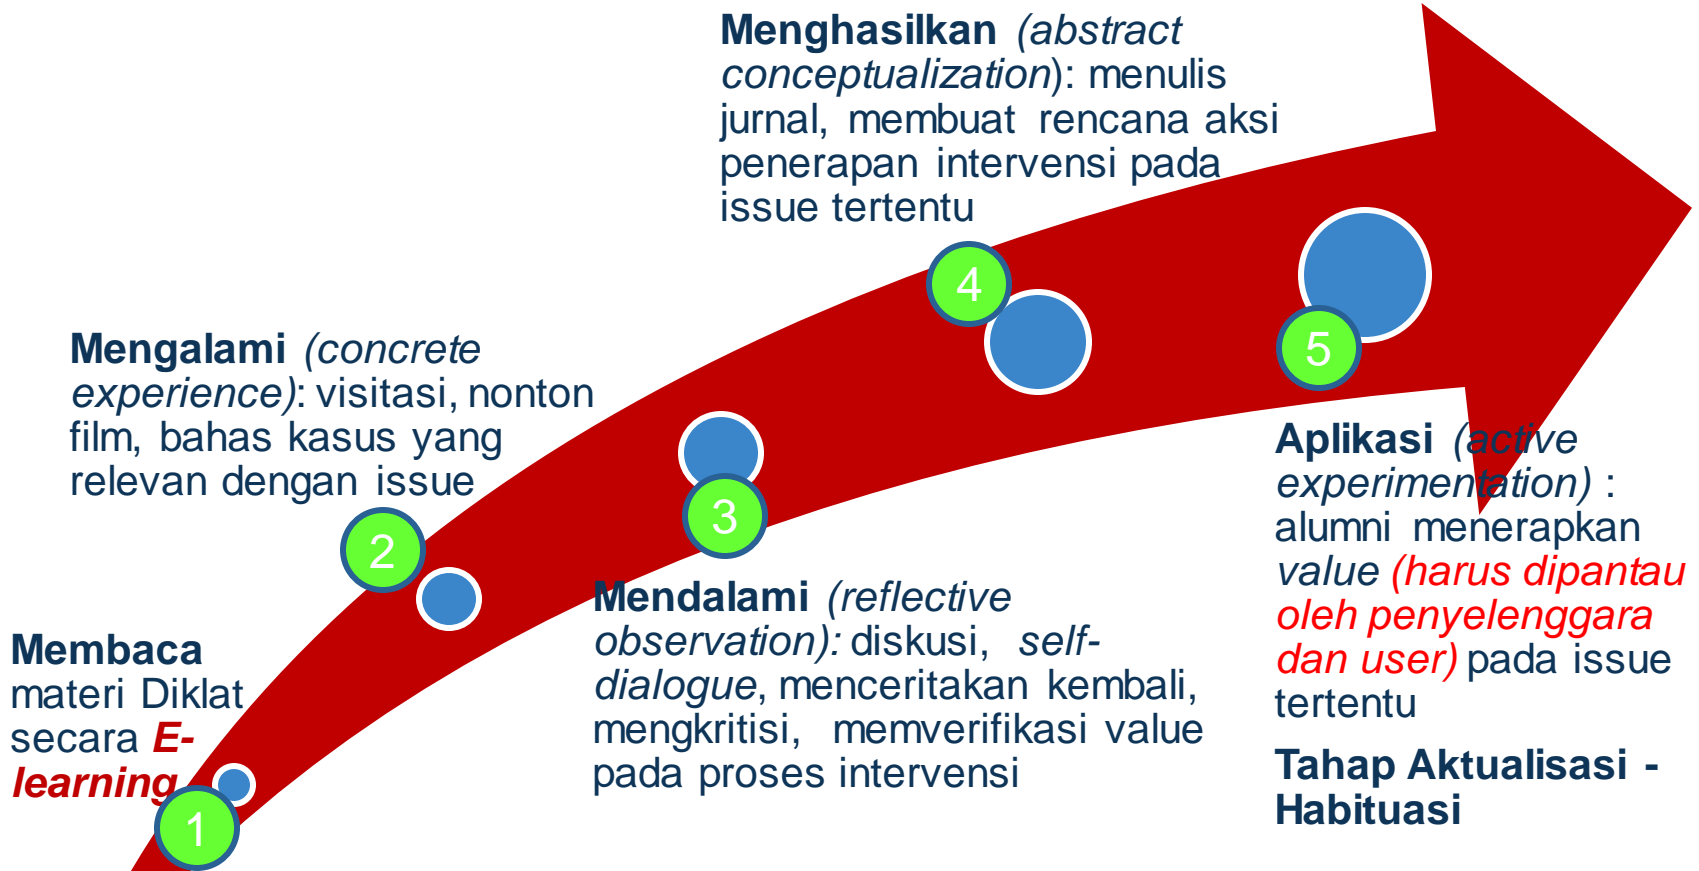 Menghasilkan (abstract
conceptualization): menulis
jurnal, membuat rencana aksi
penerapan intervensi pada
issue tertentu
4
5
Mengalami (concrete
experience): visitasi, nonton
film, bahas kasus yang
relevan dengan issue
2
3
Aplikasi (active
experimentation) :
alumni menerapkan
value (harus dipantau
oleh penyelenggara
dan user) pada issue
tertentu
Tahap Aktualisasi -
Habituasi
Mendalami (reflective
observation): diskusi, self-
dialogue, menceritakan kembali,
mengkritisi, memverifikasi value
pada proses intervensi
Membaca
materi Diklat
secara E-
learning
1